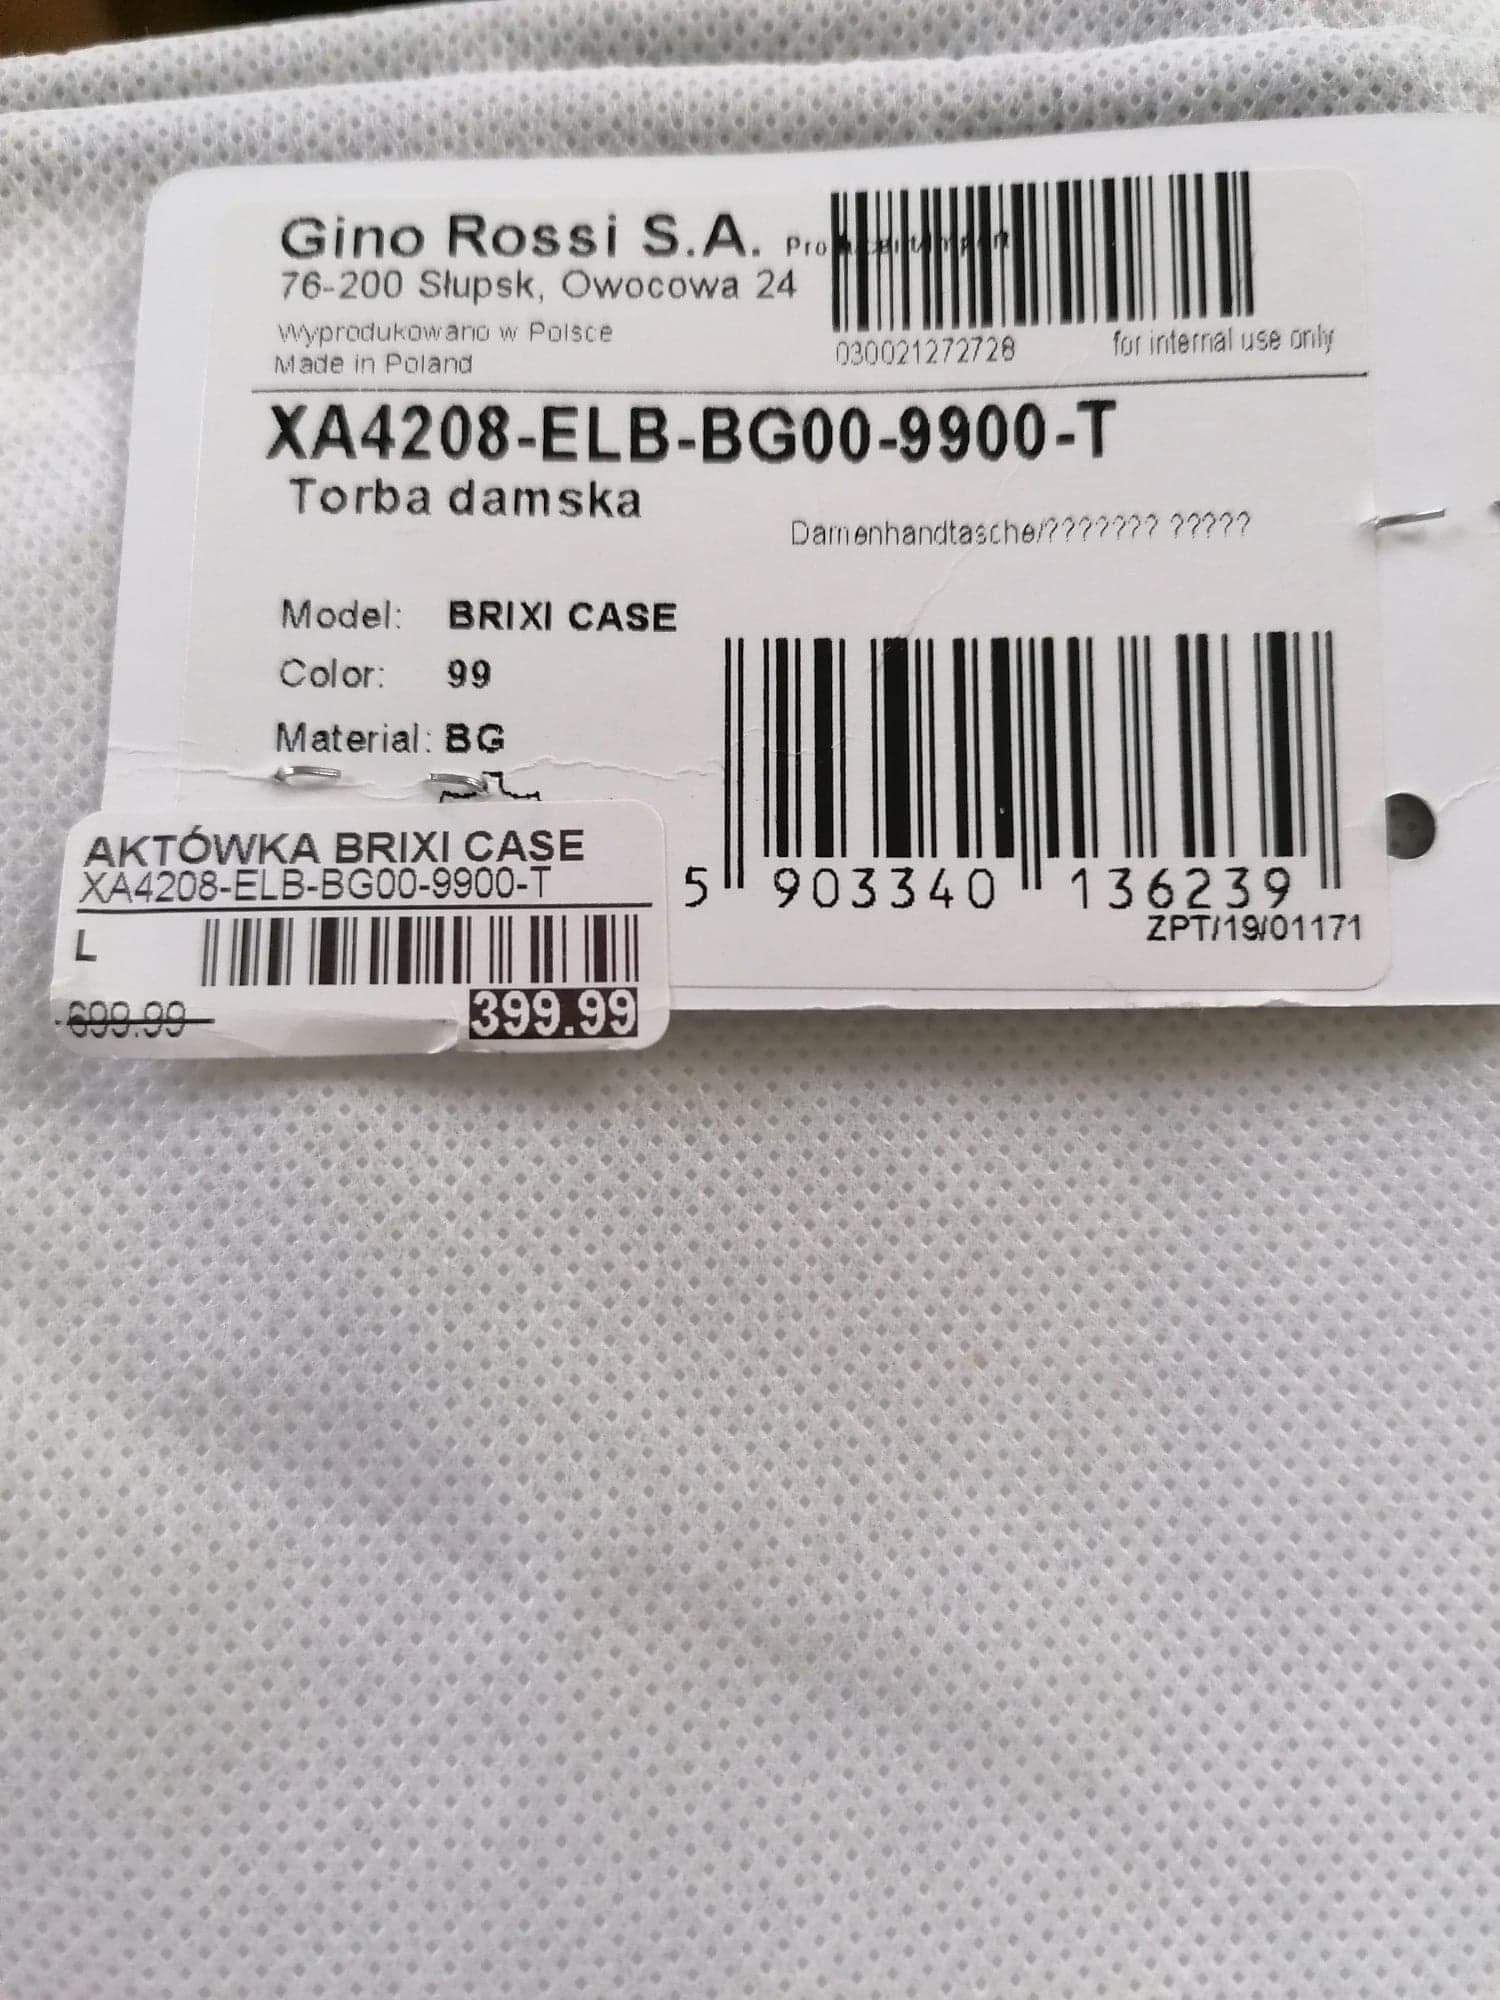 Gino Rossi S.A.
76-200 Słupsk, Owocowa 24
Wyprodukowano w Polsce
Made in Poland
030021272728 for internal use only
XA4208-ELB-BG00-9900-T
Torba damska
Damenhandtasche/??????? ?????
Model: BRIXI CASE
Color: 99
Material: BG
5 903340 136239
ZPT/19/01171
AKTÓWKA BRIXI CASE
XA4208-ELB-BG00-9900-T
L
699.99 399.99